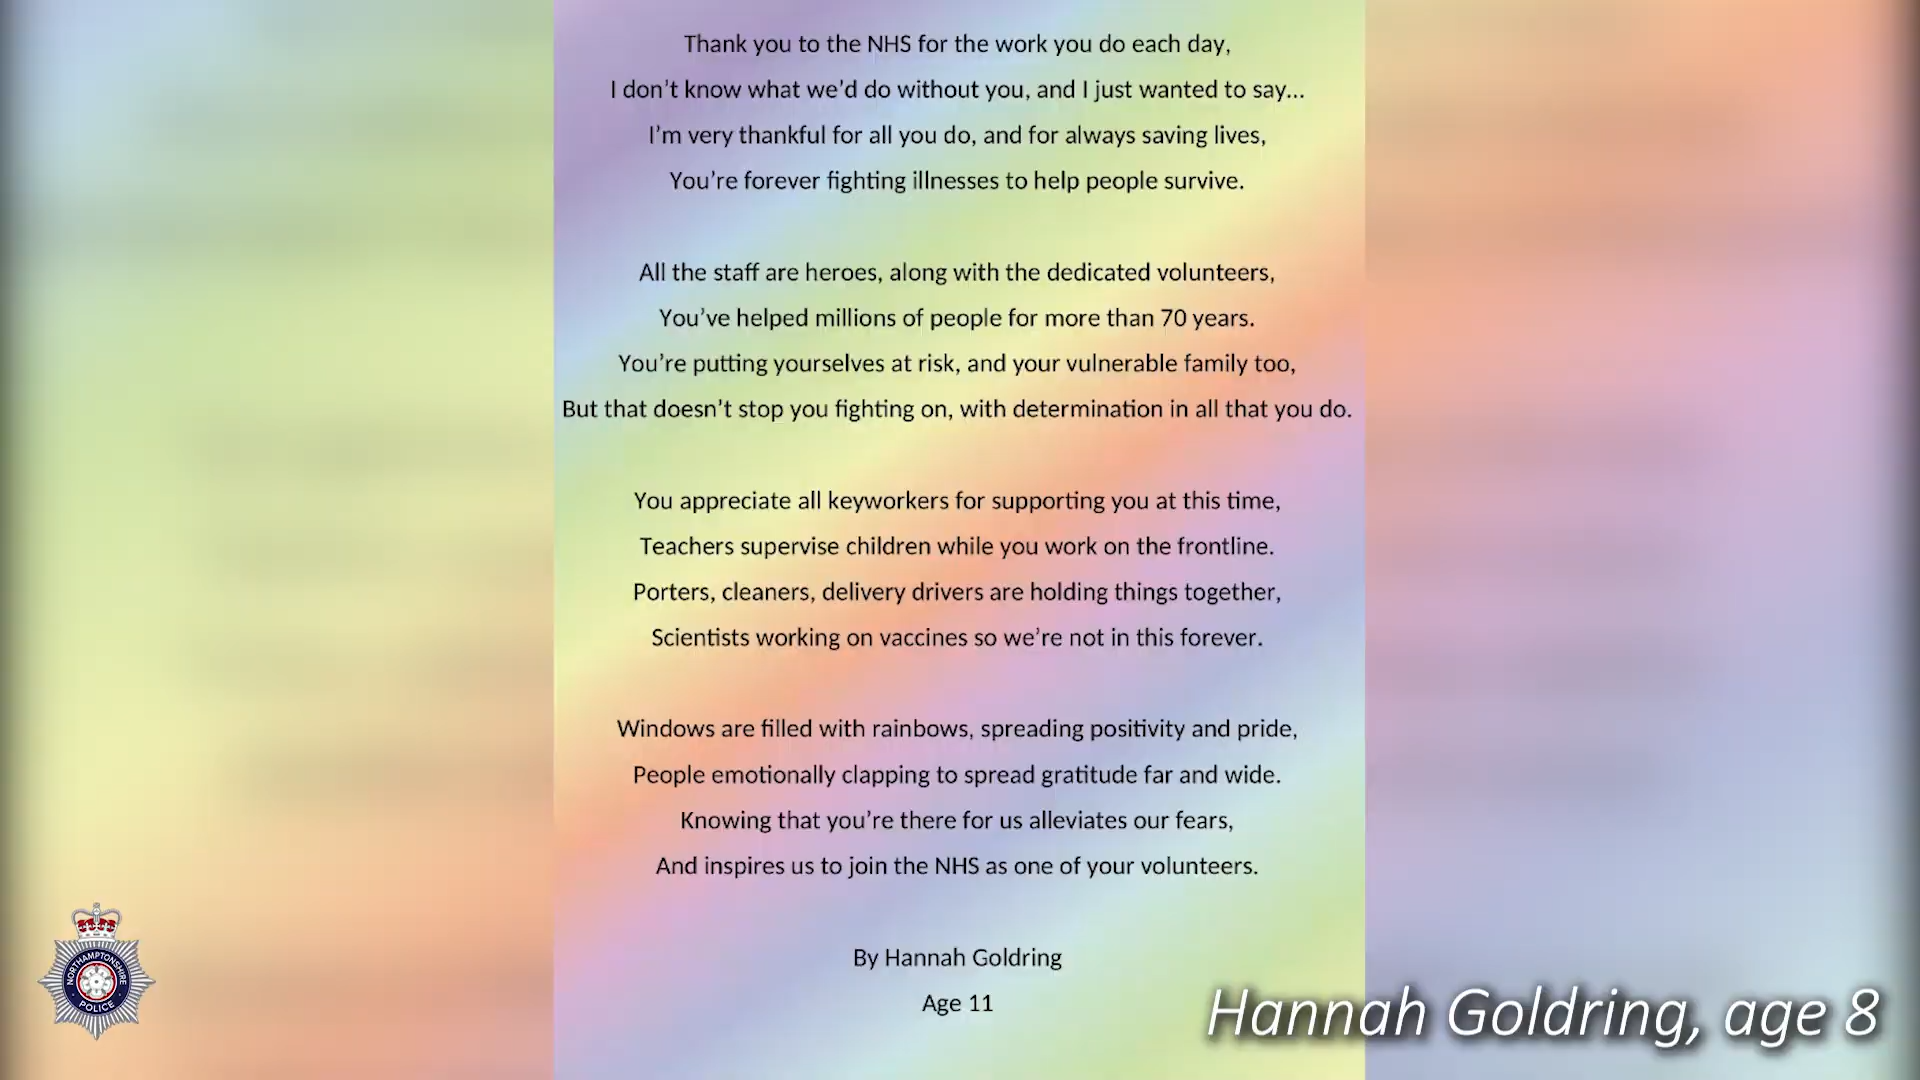 Thank you to the NHS for the work you do each day,
I don't know what we'd do without you, and I just wanted to say...
I'm very thankful for all you do, and for always saving lives,
You're forever fighting illnesses to help people survive.
All the staff are heroes, along with the dedicated volunteers,
You've helped millions of people for more than 70 years.
You're putting yourselves at risk, and your vulnerable family too,
But that doesn't stop you fighting on, with determination in all that you do.
You appreciate all keyworkers for supporting you at this time,
Teachers supervise children while you work on the frontline.
Porters, cleaners, delivery drivers are holding things together,
Scientists working on vaccines so we're not in this forever.
Windows are filled with rainbows, spreading positivity and pride,
People emotionally clapping to spread gratitude far and wide.
Knowing that you're there for us alleviates our fears,
And inspires us to join the NHS as one of your volunteers.
By Hannah Goldring
Age 11
Hannah Goldring, age 8
NORTHAMPTONSHIRE
POLICE